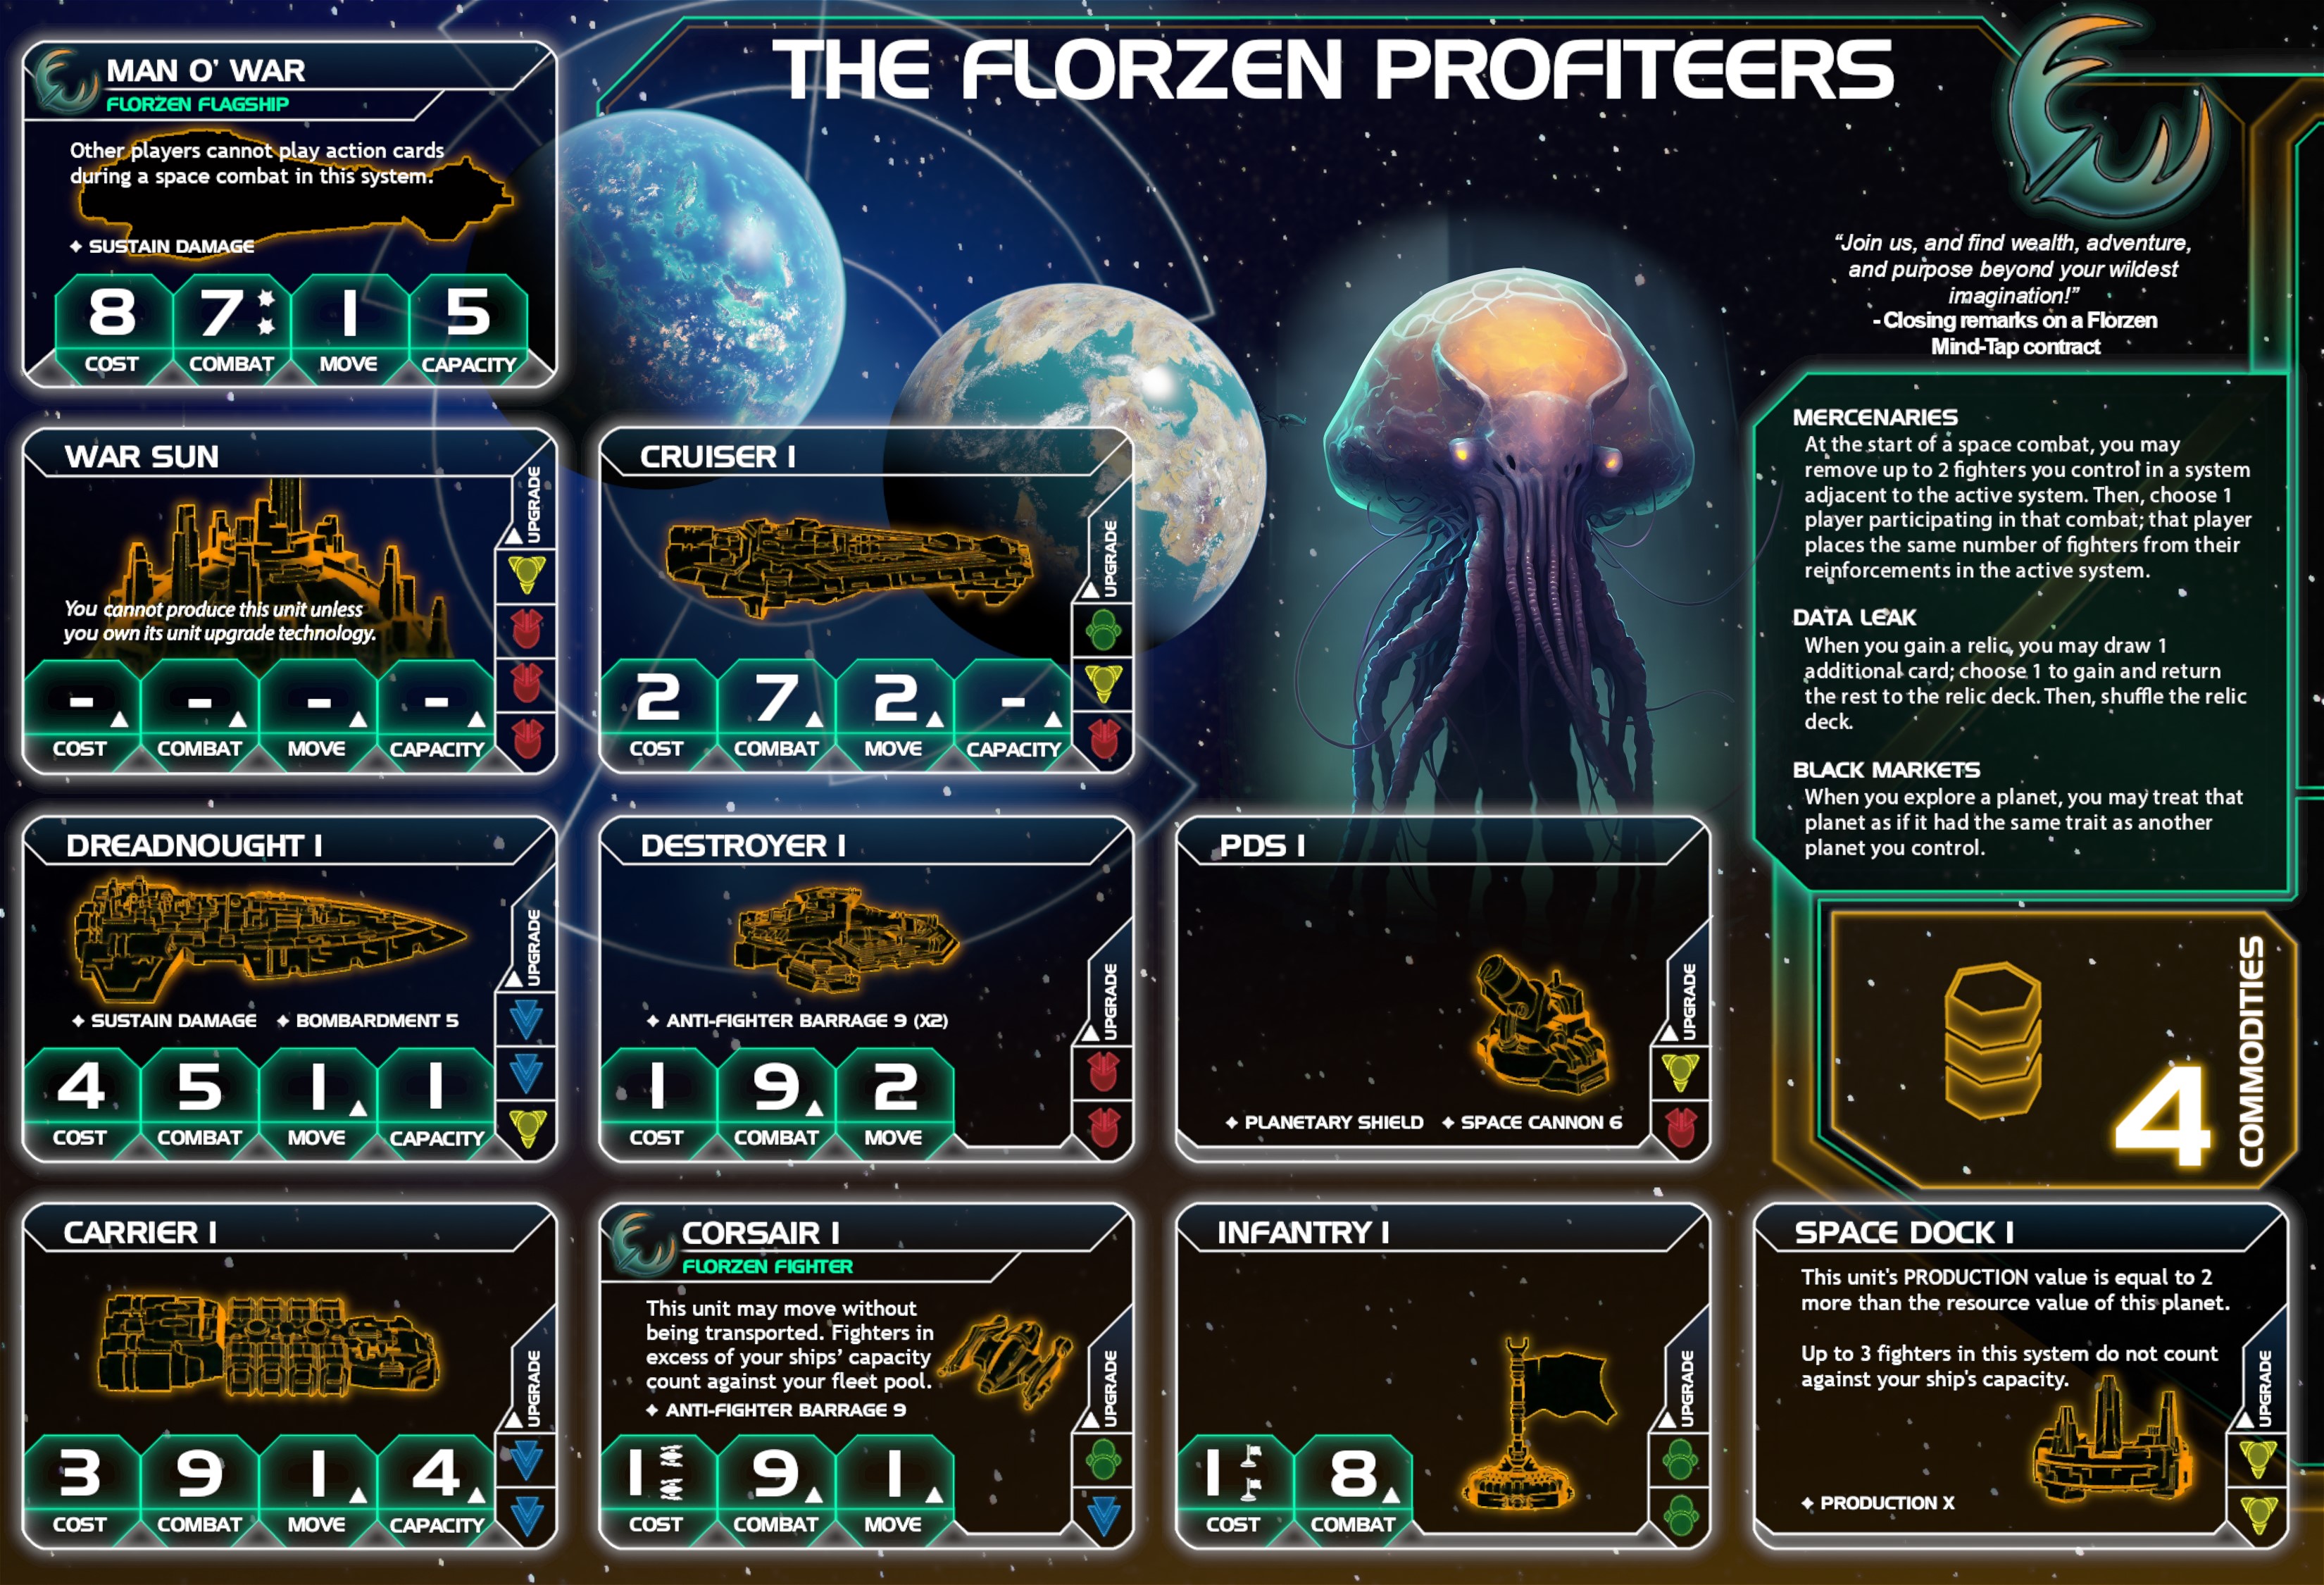 THE FLORZEN PROFITEERS
MAN O' WAR
FLORZEN FLAGSHIP
Other players cannot play action cards
during a space combat in this system.
SUSTAIN DAMAGE
8 7 1 5
COST COMBAT MOVE CAPACITY
“Join us, and find wealth, adventure,
and purpose beyond your wildest
imagination!”
- Closing remarks on a Florzen
Mind-Tap contract
WAR SUN
UPGRADE
You cannot produce this unit unless
you own its unit upgrade technology.
- - - -
COST COMBAT MOVE CAPACITY
CRUISER I
UPGRADE
2 7 2 -
COST COMBAT MOVE CAPACITY
MERCENARIES
At the start of a space combat, you may
remove up to 2 fighters you control in a system
adjacent to the active system. Then, choose 1
player participating in that combat; that player
places the same number of fighters from their
reinforcements in the active system.
DATA LEAK
When you gain a relic, you may draw 1
additional card; choose 1 to gain and return
the rest to the relic deck. Then, shuffle the relic
deck.
BLACK MARKETS
When you explore a planet, you may treat that
planet as if it had the same trait as another
planet you control.
DREADNOUGHT I
UPGRADE
SUSTAIN DAMAGE BOMBARDMENT 5
4 5 1 1
COST COMBAT MOVE CAPACITY
DESTROYER I
UPGRADE
ANTI-FIGHTER BARRAGE 9 (X2)
1 9 2
COST COMBAT MOVE
PDS I
UPGRADE
PLANETARY SHIELD SPACE CANNON 6
4
COMMODITIES
CARRIER I
UPGRADE
3 9 1 4
COST COMBAT MOVE CAPACITY
CORSAIR I
FLORZEN FIGHTER
This unit may move without
being transported. Fighters in
excess of your ships’ capacity
count against your fleet pool.
ANTI-FIGHTER BARRAGE 9
UPGRADE
1 9 1
COST COMBAT MOVE
INFANTRY I
UPGRADE
1 8
COST COMBAT
SPACE DOCK I
This unit's PRODUCTION value is equal to 2
more than the resource value of this planet.
Up to 3 fighters in this system do not count
against your ship's capacity.
UPGRADE
PRODUCTION X